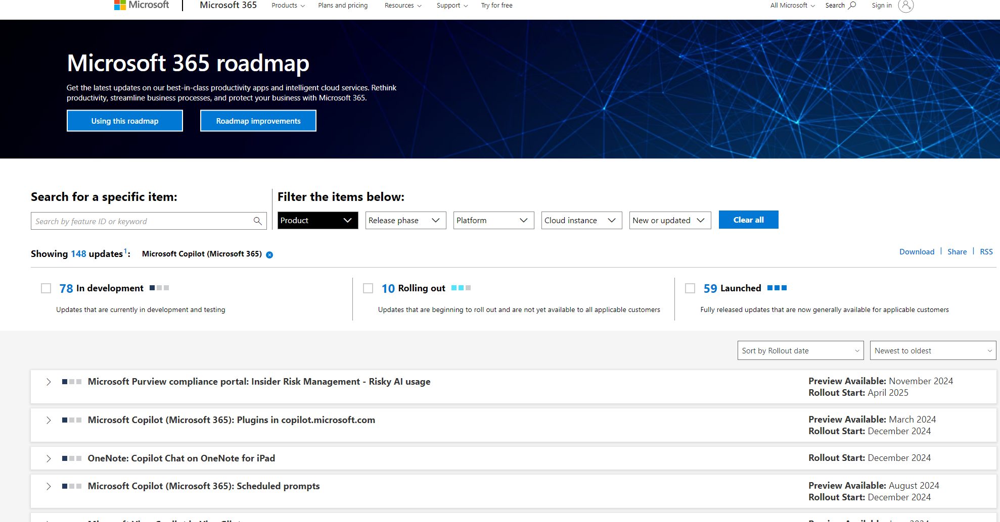 Microsoft
Microsoft 365
Products
Plans and pricing
Resources
Support
Try for free
All Microsoft
Search
Sign in
Microsoft 365 roadmap
Get the latest updates on our best-in-class productivity apps and intelligent cloud services. Rethink
productivity, streamline business processes, and protect your business with Microsoft 365.
Using this roadmap
Roadmap improvements
Search for a specific item:
Filter the items below:
Search by feature ID or keyword
Product
Release phase
Platform
Cloud instance
New or updated
Clear all
Showing 148 updates1:
Microsoft Copilot (Microsoft 365)
Download | Share | RSS
78 In development
Updates that are currently in development and testing
10 Rolling out
Updates that are beginning to roll out and are not yet available to all applicable customers
59 Launched
Fully released updates that are now generally available for applicable customers
Sort by Rollout date
Newest to oldest
Microsoft Purview compliance portal: Insider Risk Management - Risky AI usage
Preview Available: November 2024
Rollout Start: April 2025
Microsoft Copilot (Microsoft 365): Plugins in copilot.microsoft.com
Preview Available: March 2024
Rollout Start: December 2024
OneNote: Copilot Chat on OneNote for iPad
Rollout Start: December 2024
Microsoft Copilot (Microsoft 365): Scheduled prompts
Preview Available: August 2024
Rollout Start: December 2024